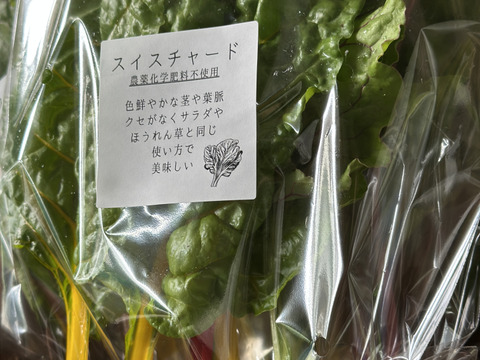 スイスチャード
農薬化学肥料不使用
色鮮やかな茎や葉脈
クセがなくサラダや
ほうれん草と同じ
使い方で
美味しい